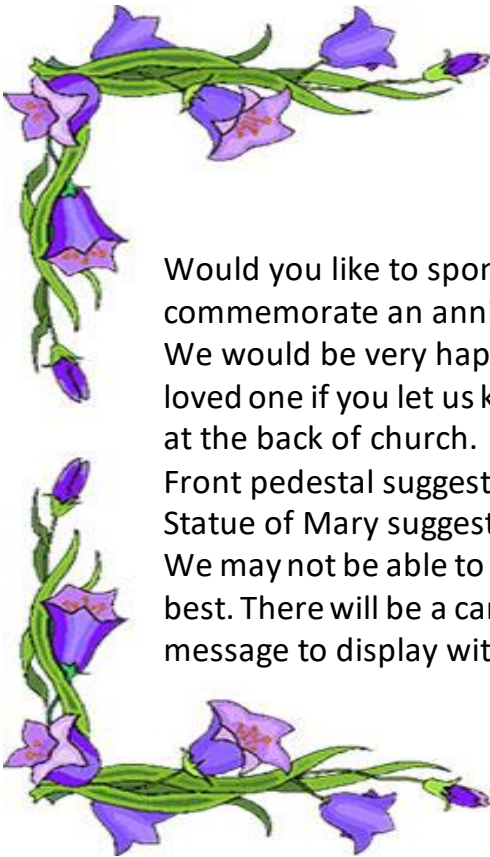 Would you like to spon
commemorate an anni
We would be very hap
loved one if you let us k
at the back of church.
Front pedestal suggest
Statue of Mary suggest
We may not be able to
best. There will be a car
message to display wit